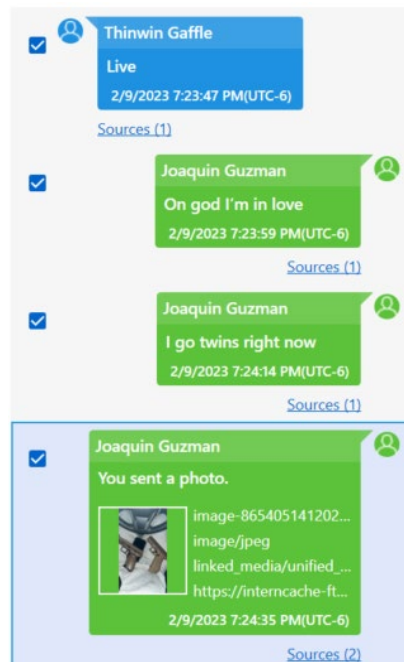 Thinwin Gaffle
Live
2/9/2023 7:23:47 PM(UTC-6)
Sources (1)
Joaquin Guzman
On god I'm in love
2/9/2023 7:23:59 PM(UTC-6)
Sources (1)
Joaquin Guzman
I go twins right now
2/9/2023 7:24:14 PM(UTC-6)
Sources (1)
Joaquin Guzman
You sent a photo.
image-865405141202...
image/jpeg
linked_media/unified_...
https://interncache-ft...
2/9/2023 7:24:35 PM(UTC-6)
Sources (2)